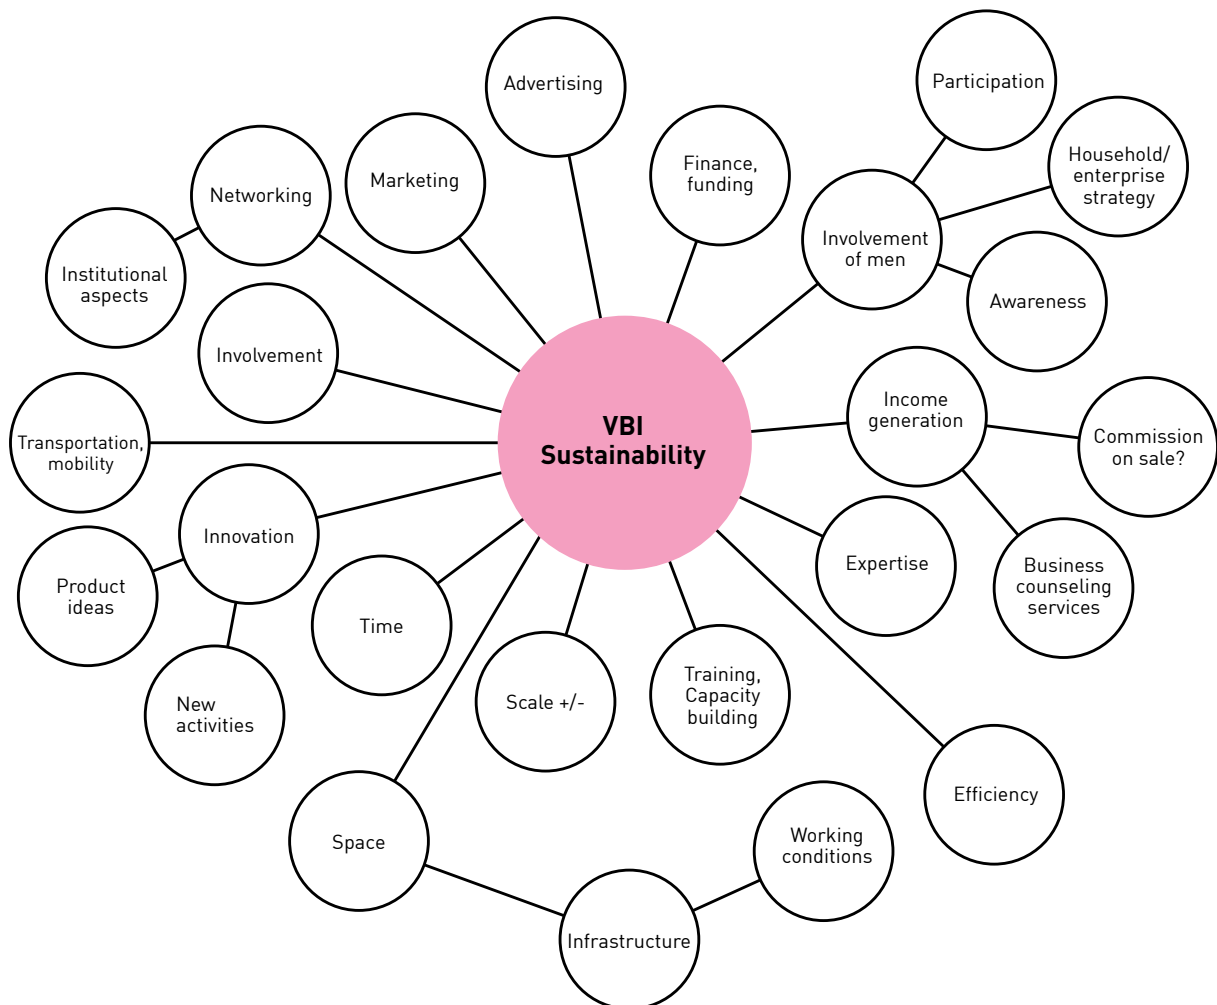 Advertising
Participation
Finance,
funding
Household/
enterprise
strategy
Marketing
Networking
Involvement
of men
Institutional
aspects
Awareness
Involvement
Income
generation
Transportation,
mobility
VBI
Sustainability
Commission
on sale?
Innovation
Expertise
Business
counseling
services
Product
ideas
Time
New
activities
Scale +/-
Training,
Capacity
building
Efficiency
Space
Working
conditions
Infrastructure